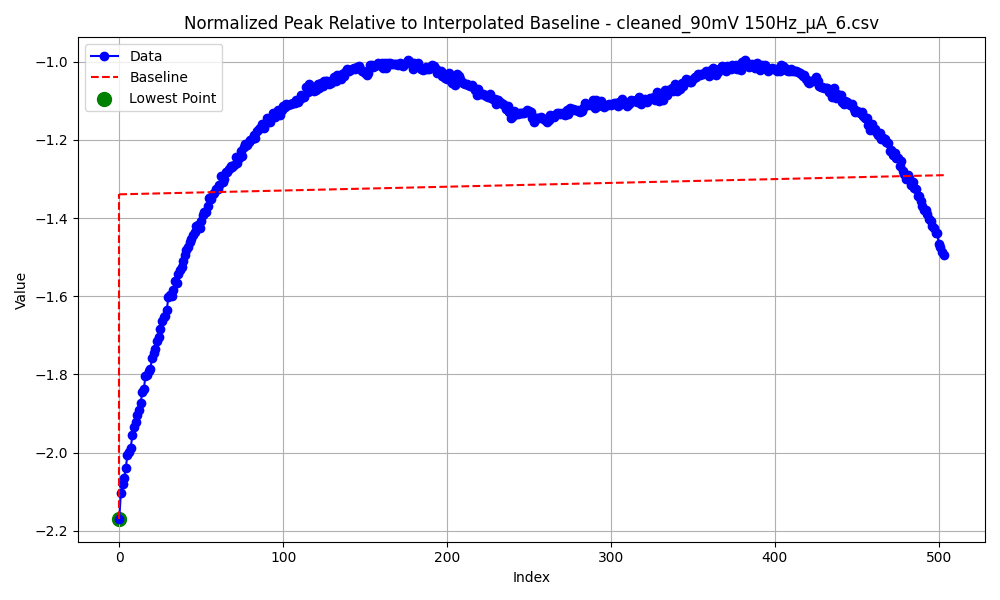 Normalized Peak Relative to Interpolated Baseline - cleaned_90mV 150Hz_μA_6.csv
Data
Baseline
Lowest Point
−1.0
−1.2
−1.4
−1.6
−1.8
−2.0
−2.2
Value
0 100 200 300 400 500
Index